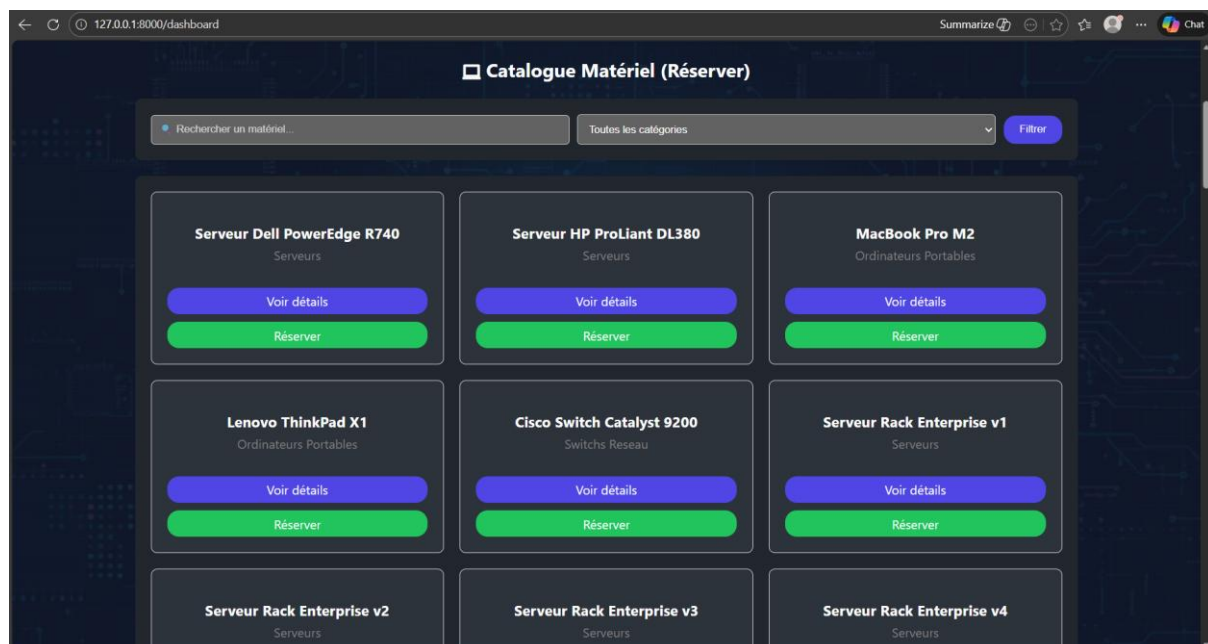 127.0.0.1:8000/dashboard Summarize Chat
Catalogue Matériel (Réserver)
Rechercher un matériel... Toutes les catégories Filtrer
Serveur Dell PowerEdge R740 Serveur HP ProLiant DL380 MacBook Pro M2
Serveurs Serveurs Ordinateurs Portables
Voir détails Voir détails Voir détails
Réserver Réserver Réserver
Lenovo ThinkPad X1 Cisco Switch Catalyst 9200 Serveur Rack Enterprise v1
Ordinateurs Portables Switchs Reseau Serveurs
Voir détails Voir détails Voir détails
Réserver Réserver Réserver
Serveur Rack Enterprise v2 Serveur Rack Enterprise v3 Serveur Rack Enterprise v4
Serveurs Serveurs Serveurs